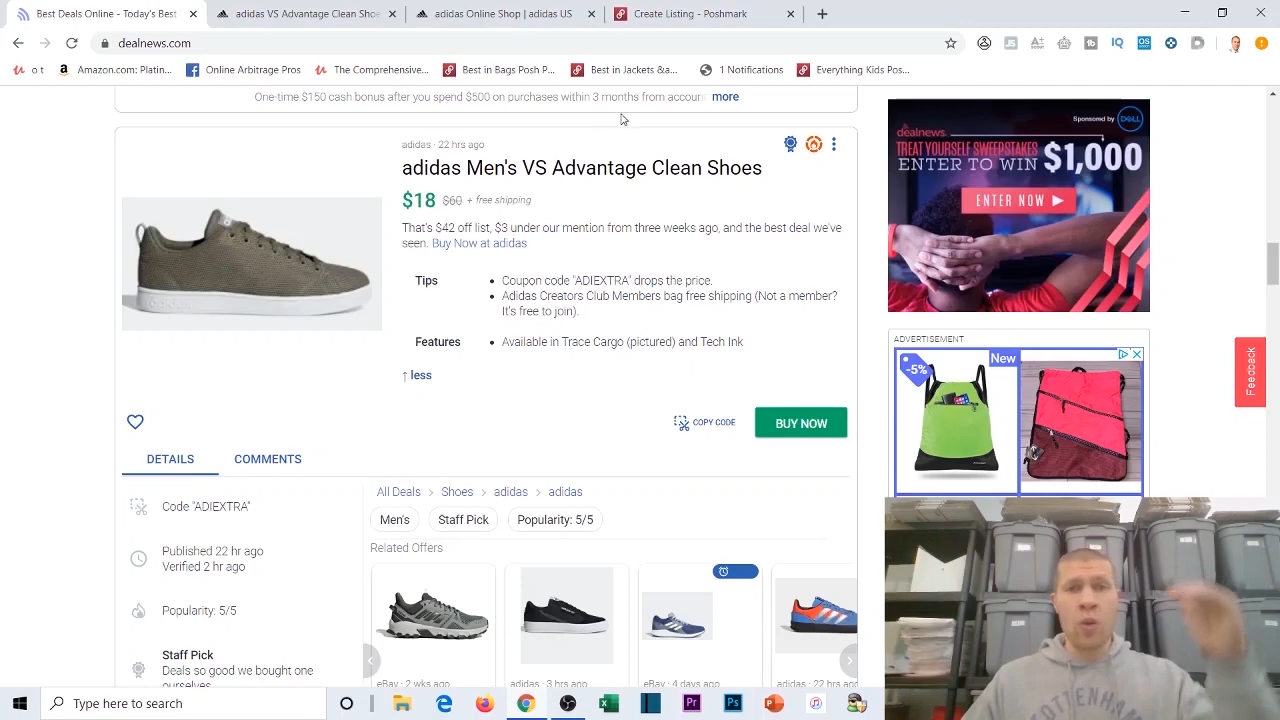 Best Deals Online - Today's Best
adidas VS Advantage Clean Shoe
adidas Online Shop | adidas US
Create Listing - Poshmark
dealnews.com
o t
Amazon.com: Platin...
Online Arbitrage Pros
The Comprehensive...
Best in Bags Posh P...
Best in Jackets &a...
1 Notifications
Everything Kids Pos...
One-time $150 cash bonus after you spend $500 on purchases within 3 months from accour more
adidas · 22 hrs ago
adidas Men's VS Advantage Clean Shoes
$18 $60 + free shipping
That's $42 off list, $3 under our mention from three weeks ago, and the best deal we've
seen. Buy Now at adidas
Tips
Coupon code "ADIEXTRA" drops the price.
Adidas Creators Club Members bag free shipping (Not a member?
It's free to join).
Features
Available in Trace Cargo (pictured) and Tech Ink
↑ less
COPY CODE
BUY NOW
DETAILS
COMMENTS
Code "ADIEXTRA"
Published 22 hr ago
Verified 2 hr ago
Popularity: 5/5
Staff Pick
Deals so good we bought one
All Deals > Shoes > adidas > adidas
Men's
Staff Pick
Popularity: 5/5
Related Offers
eBay · 2 wks ago
adidas · 3 hrs ago
eBay · 4 days ago
adidas · 22 hrs ago
Sponsored by DELL
dealnews
TREAT YOURSELF SWEEPSTAKES
ENTER TO WIN $1,000
ENTER NOW ▶
ADVERTISEMENT
-5%
New
Feedback
Type here to search